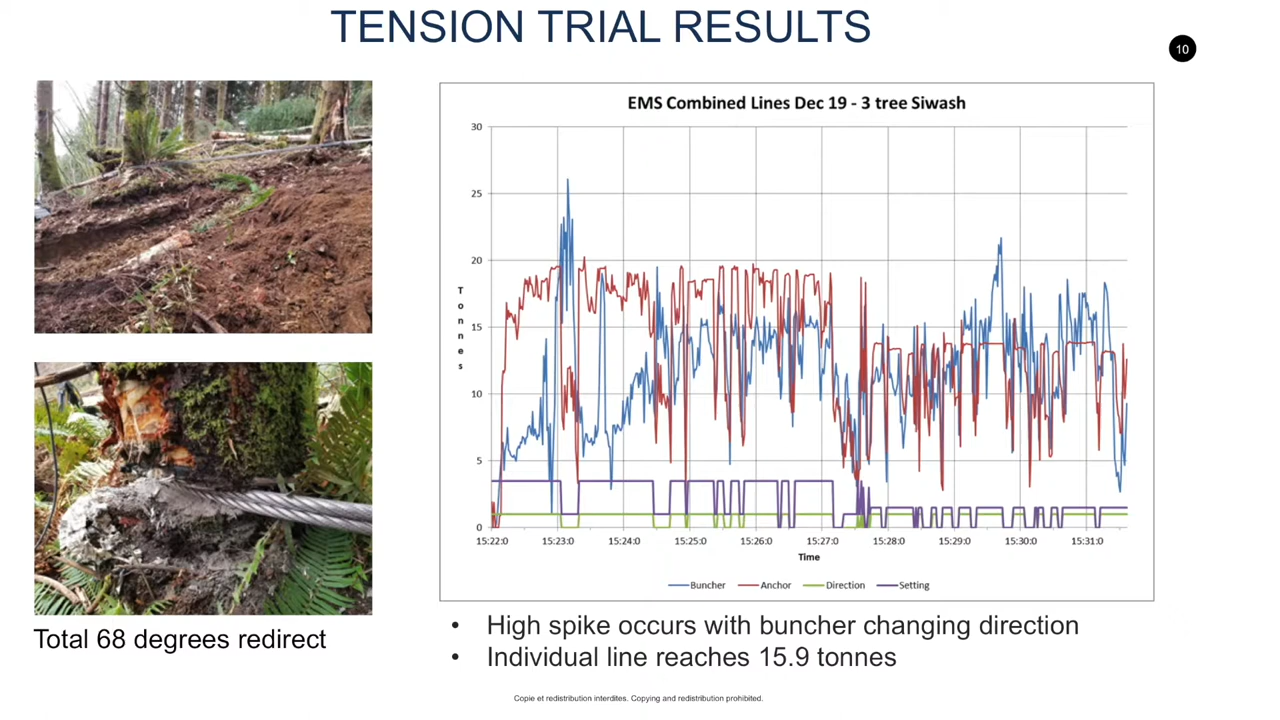 TENSION TRIAL RESULTS
10
EMS Combined Lines Dec 19 - 3 tree Siwash
30
25
20
15
10
5
0
Tonnes
15:22:0 15:23:0 15:24:0 15:25:0 15:26:0 15:27:0 15:28:0 15:29:0 15:30:0 15:31:0
Time
Buncher Anchor Direction Setting
Total 68 degrees redirect
• High spike occurs with buncher changing direction
• Individual line reaches 15.9 tonnes
Copie et redistribution interdites. Copying and redistribution prohibited.